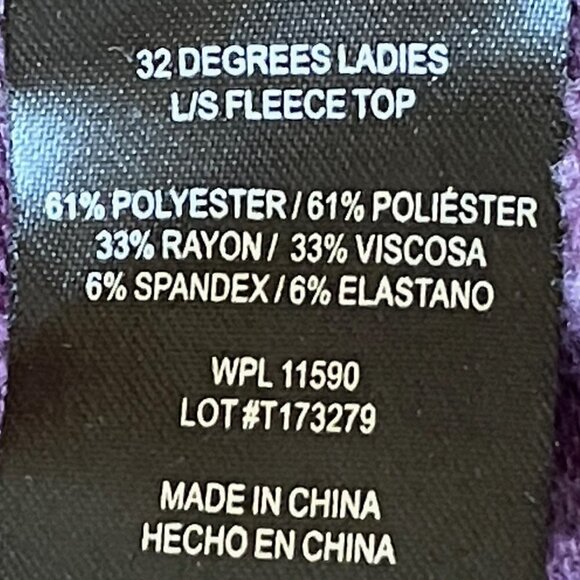 32 DEGREES LADIES
L/S FLEECE TOP
61% POLYESTER / 61% POLIÉSTER
33% RAYON / 33% VISCOSA
6% SPANDEX / 6% ELASTANO
WPL 11590
LOT #T173279
MADE IN CHINA
HECHO EN CHINA